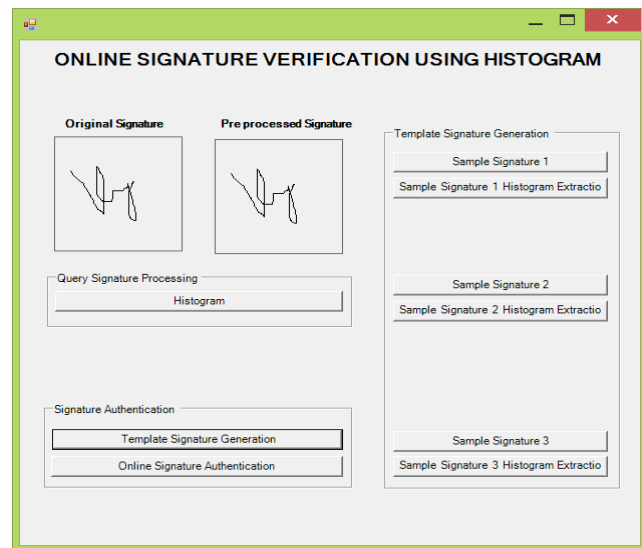 ONLINE SIGNATURE VERIFICATION USING HISTOGRAM
Original Signature
Pre processed Signature
Query Signature Processing
Histogram
Signature Authentication
Template Signature Generation
Online Signature Authentication
Template Signature Generation
Sample Signature 1
Sample Signature 1 Histogram Extractio
Sample Signature 2
Sample Signature 2 Histogram Extractio
Sample Signature 3
Sample Signature 3 Histogram Extractio